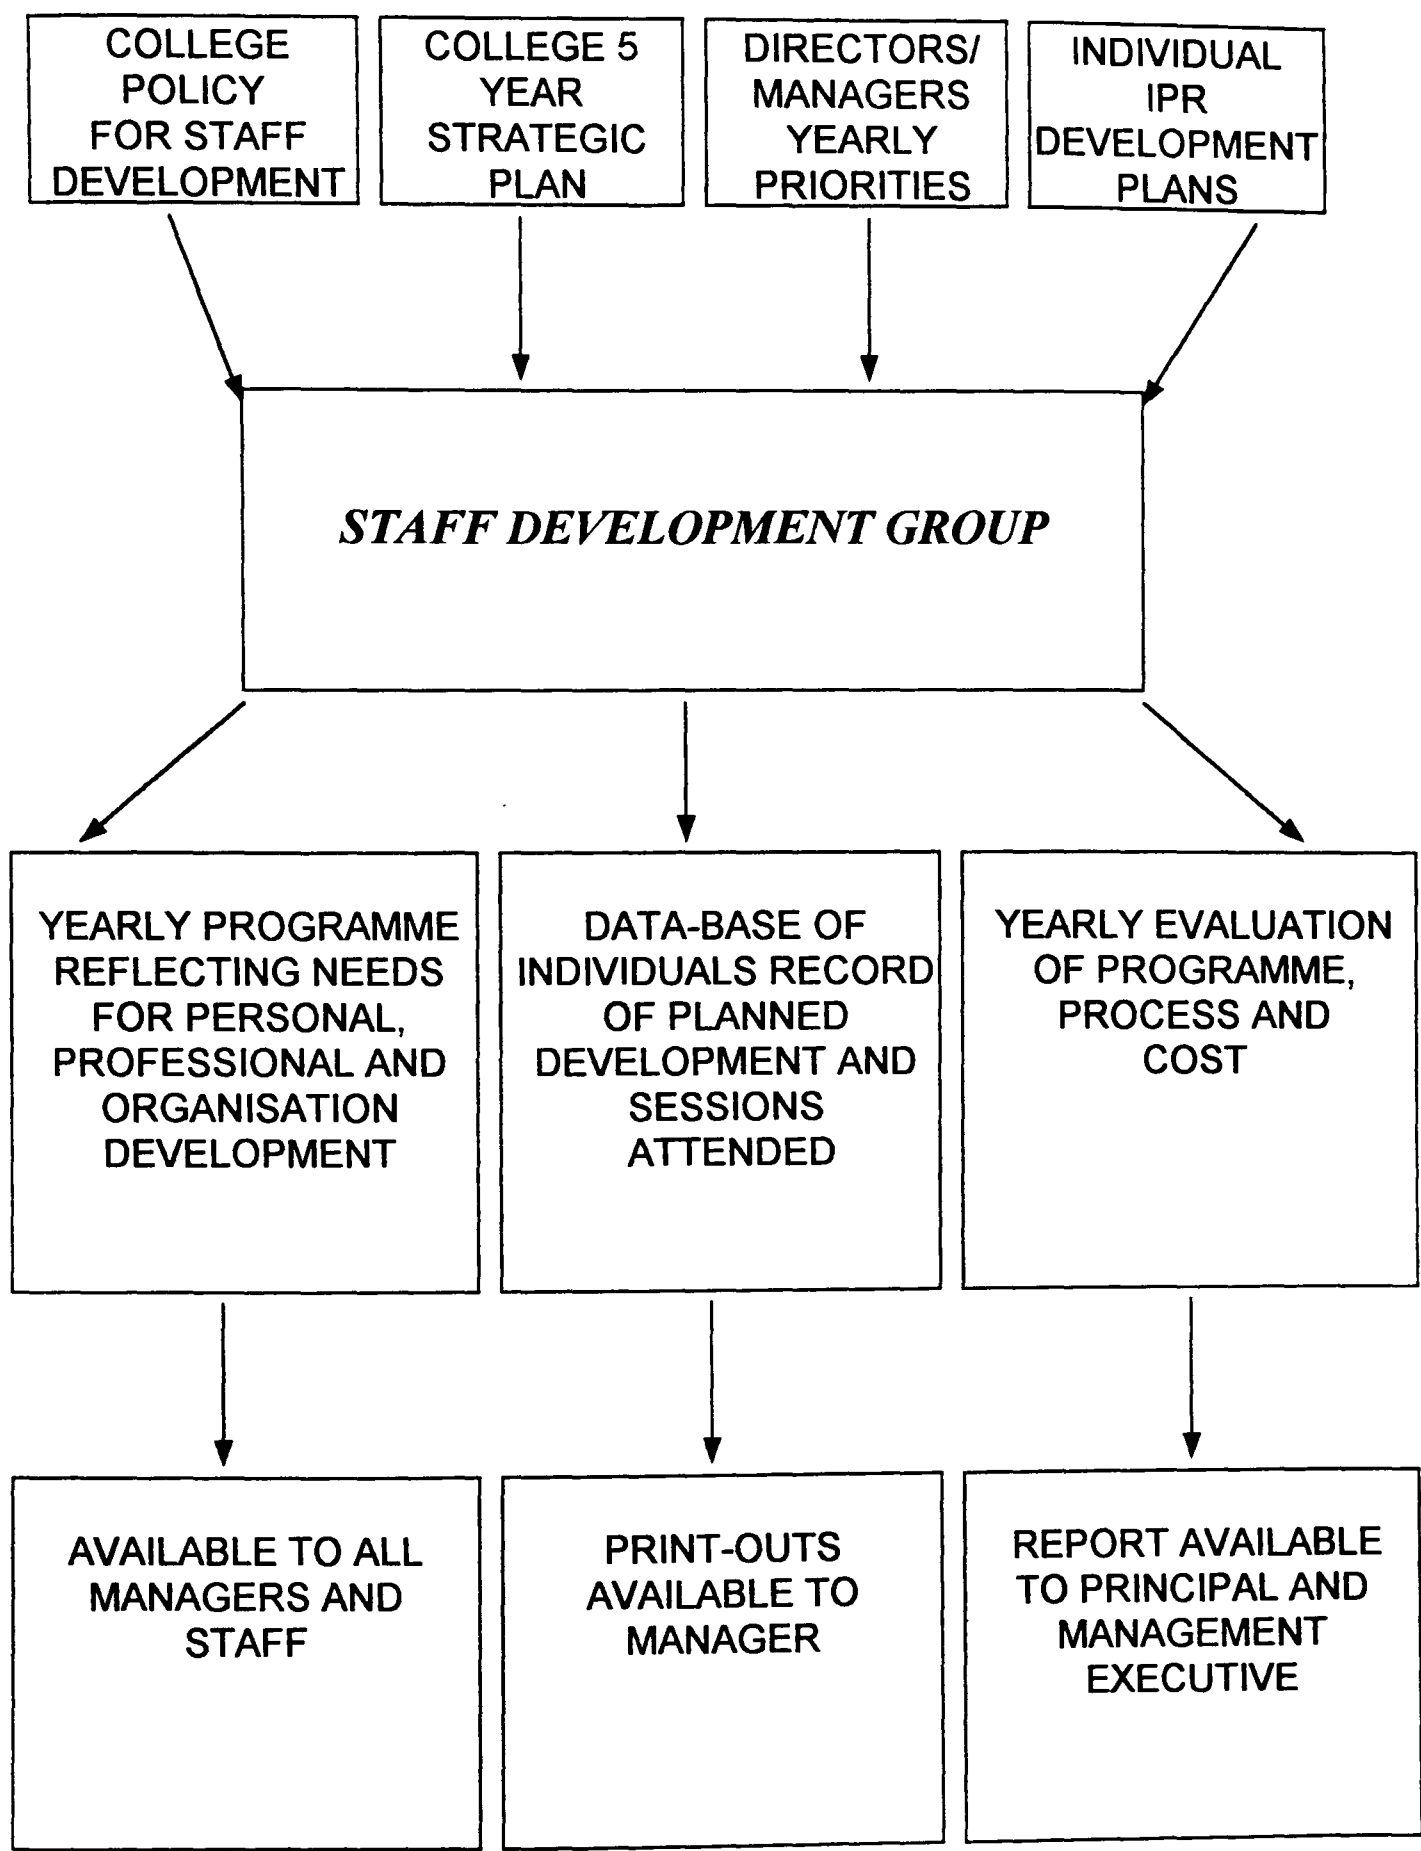 COLLEGE
POLICY
FOR STAFF
DEVELOPMENT
COLLEGE 5
YEAR
STRATEGIC
PLAN
DIRECTORS/
MANAGERS
YEARLY
PRIORITIES
INDIVIDUAL
IPR
DEVELOPMENT
PLANS
STAFF DEVELOPMENT GROUP
YEARLY PROGRAMME
REFLECTING NEEDS
FOR PERSONAL,
PROFESSIONAL AND
ORGANISATION
DEVELOPMENT
DATA-BASE OF
INDIVIDUALS RECORD
OF PLANNED
DEVELOPMENT AND
SESSIONS
ATTENDED
YEARLY EVALUATION
OF PROGRAMME,
PROCESS AND
COST
AVAILABLE TO ALL
MANAGERS AND
STAFF
PRINT-OUTS
AVAILABLE TO
MANAGER
REPORT AVAILABLE
TO PRINCIPAL AND
MANAGEMENT
EXECUTIVE